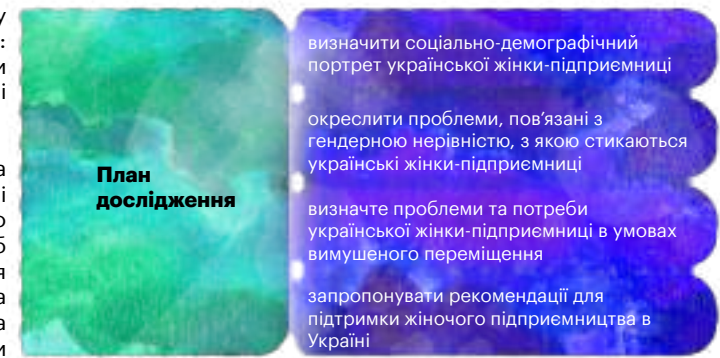 у
:
и
і
а
і
о
б
я
а
а
и
План
дослідження
визначити соціально-демографічний
портрет української жінки-підприємниці
окреслити проблеми, пов’язані з
гендерною нерівністю, з якою стикаються
українські жінки-підприємниці
визначте проблеми та потреби
української жінки-підприємниці в умовах
вимушеного переміщення
запропонувати рекомендації для
підтримки жіночого підприємництва в
Україні